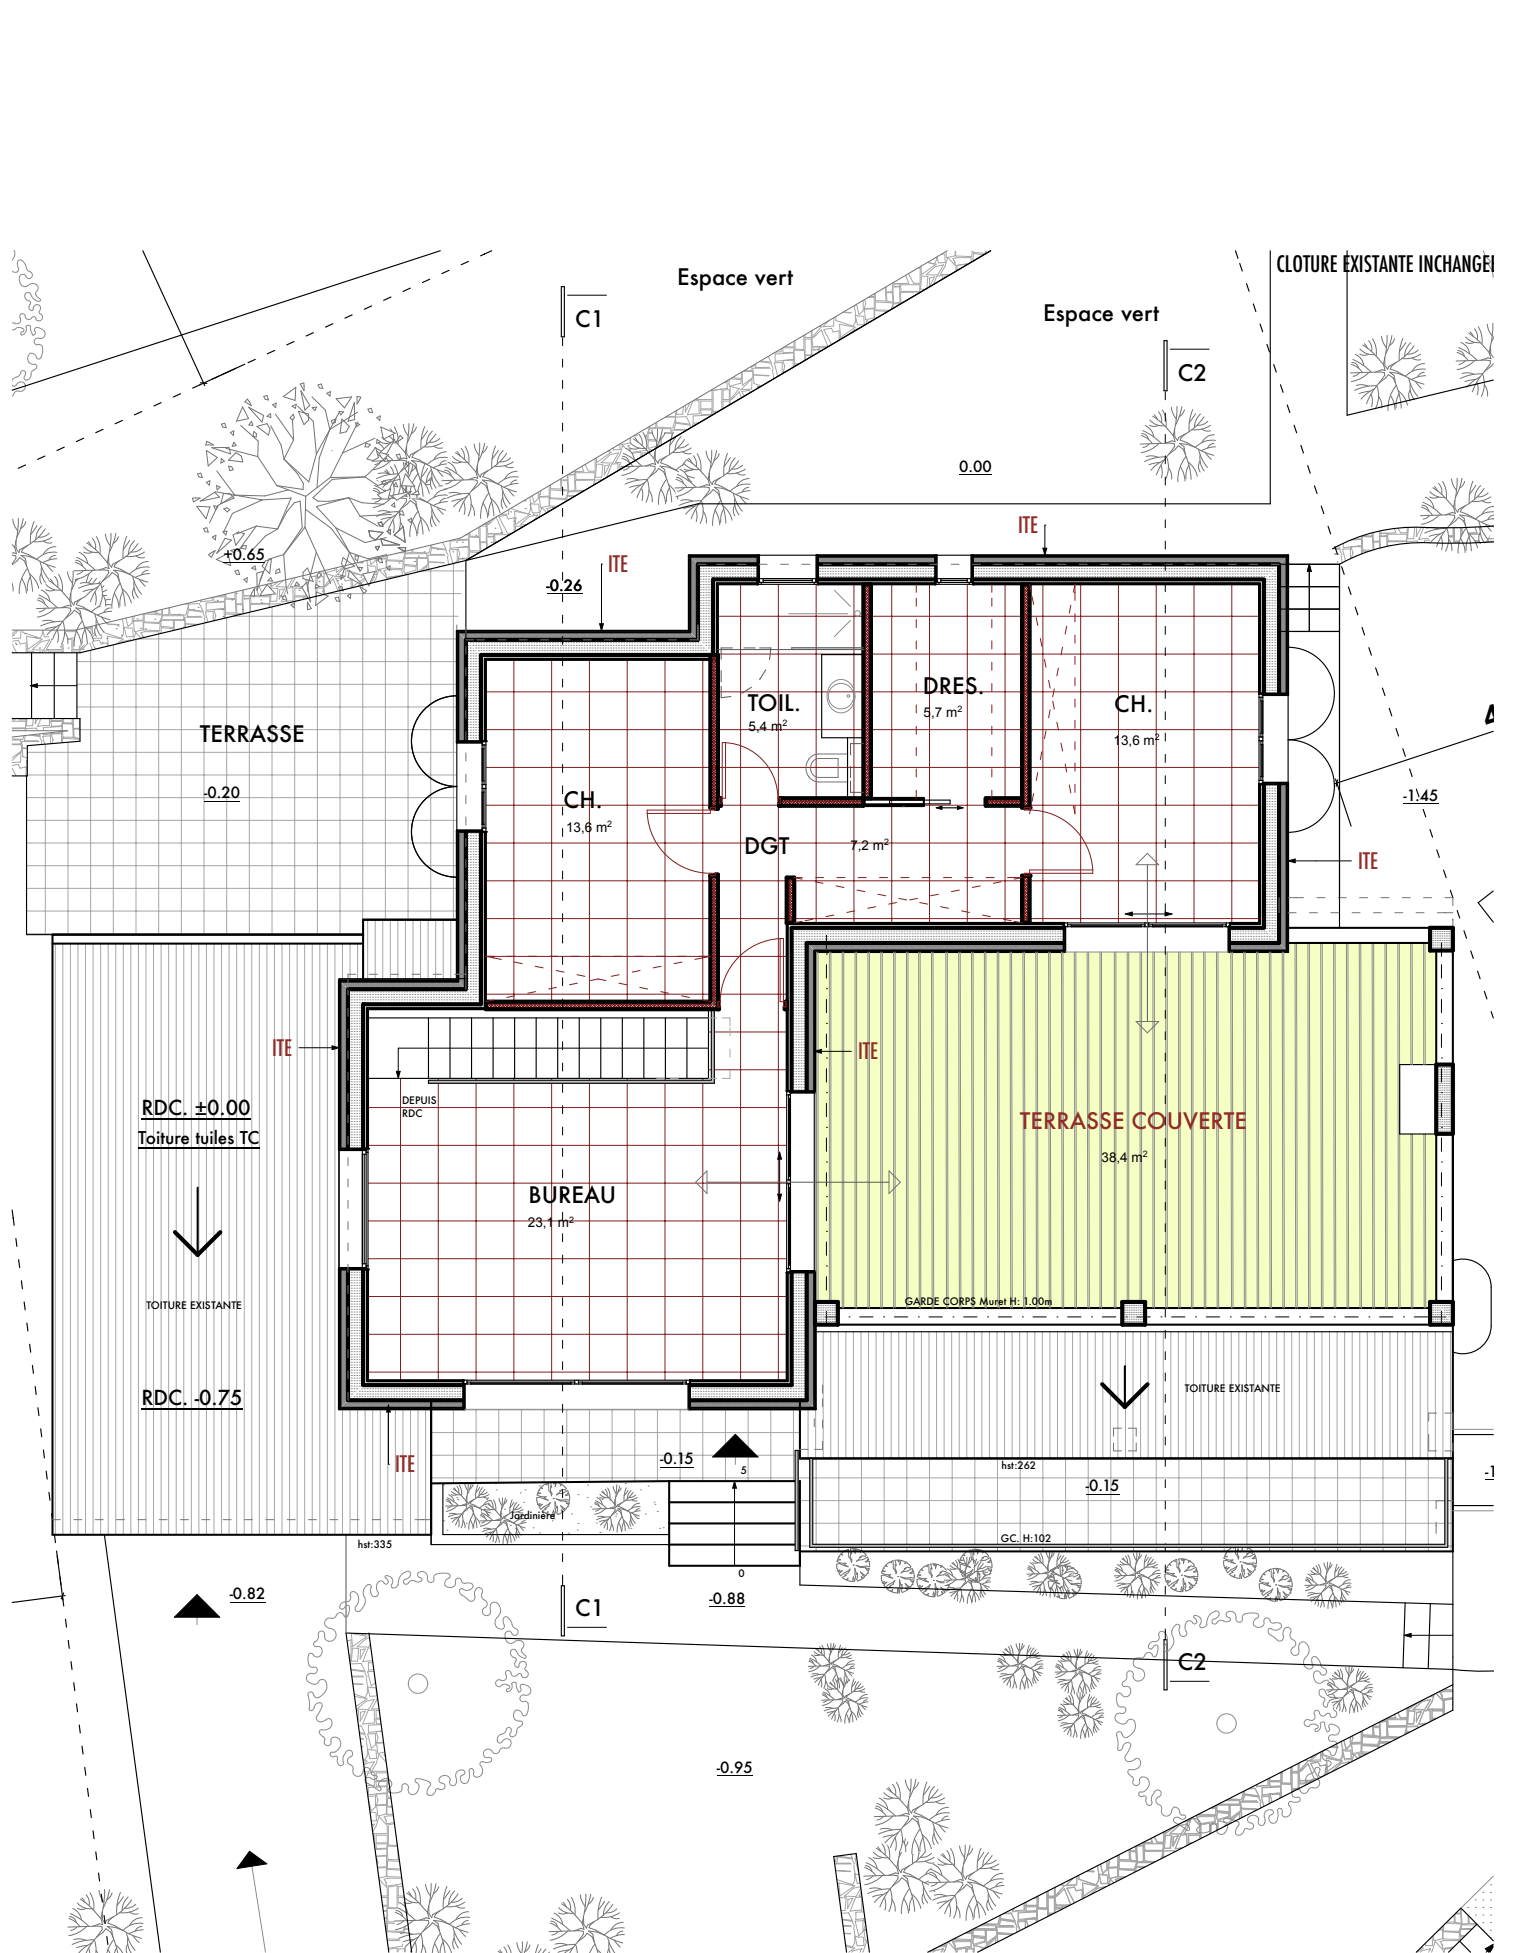 CLOTURE EXISTANTE INCHANGE
Espace vert
Espace vert
C1
C2
0.00
ITE
+0.65
ITE
-0.26
DRES.
5,7 m²
TOIL.
5,4 m²
CH.
13,6 m²
TERRASSE
-0.20
CH.
13,6 m²
-1.45
DGT
7,2 m²
ITE
ITE
ITE
DEPUIS
RDC
RDC. ±0.00
Toiture tuiles TC
TERRASSE COUVERTE
38,4 m²
BUREAU
23,1 m²
TOITURE EXISTANTE
GARDE CORPS Muret H: 1.00m
RDC. -0.75
TOITURE EXISTANTE
ITE
-0.15
5
hst:262
-0.15
Jardinière
hst:335
GC. H:102
0
-0.82
-0.88
C1
C2
-0.95